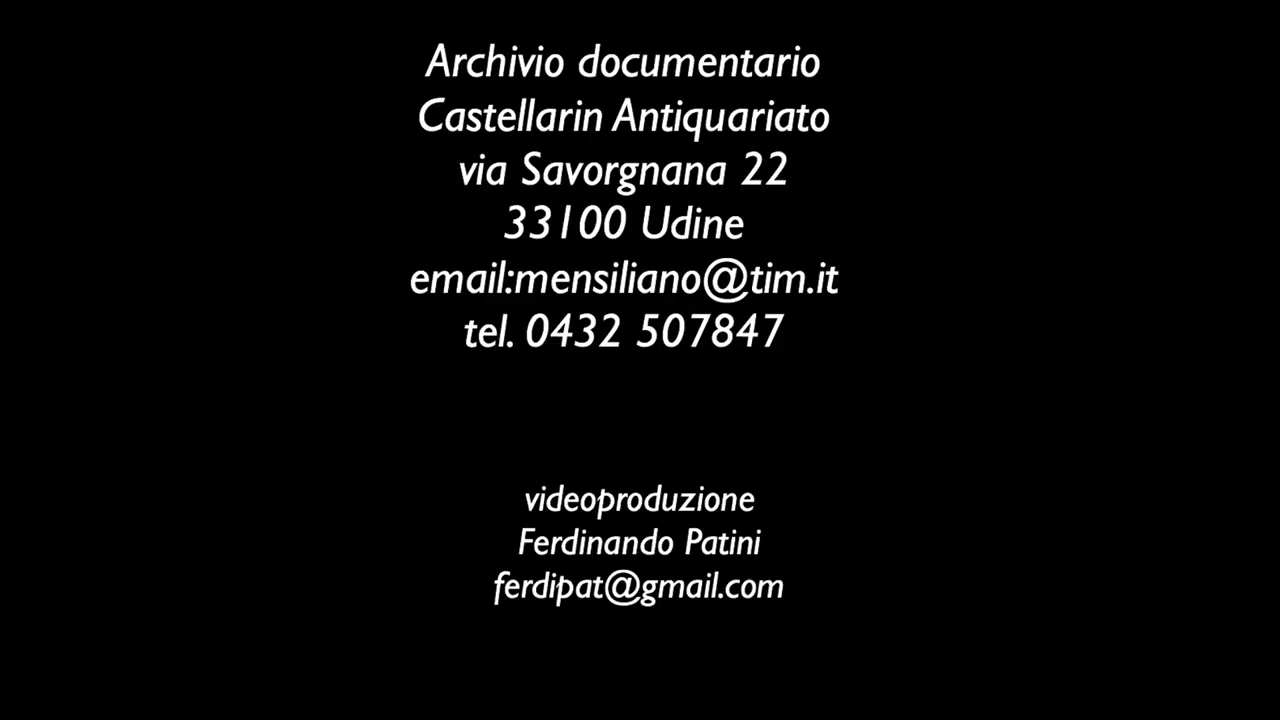 Archivio documentario
Castellarin Antiquariato
via Savorgnana 22
33100 Udine
email:mensiliano@tim.it
tel. 0432 507847
videoproduzione
Ferdinando Patini
ferdipat@gmail.com